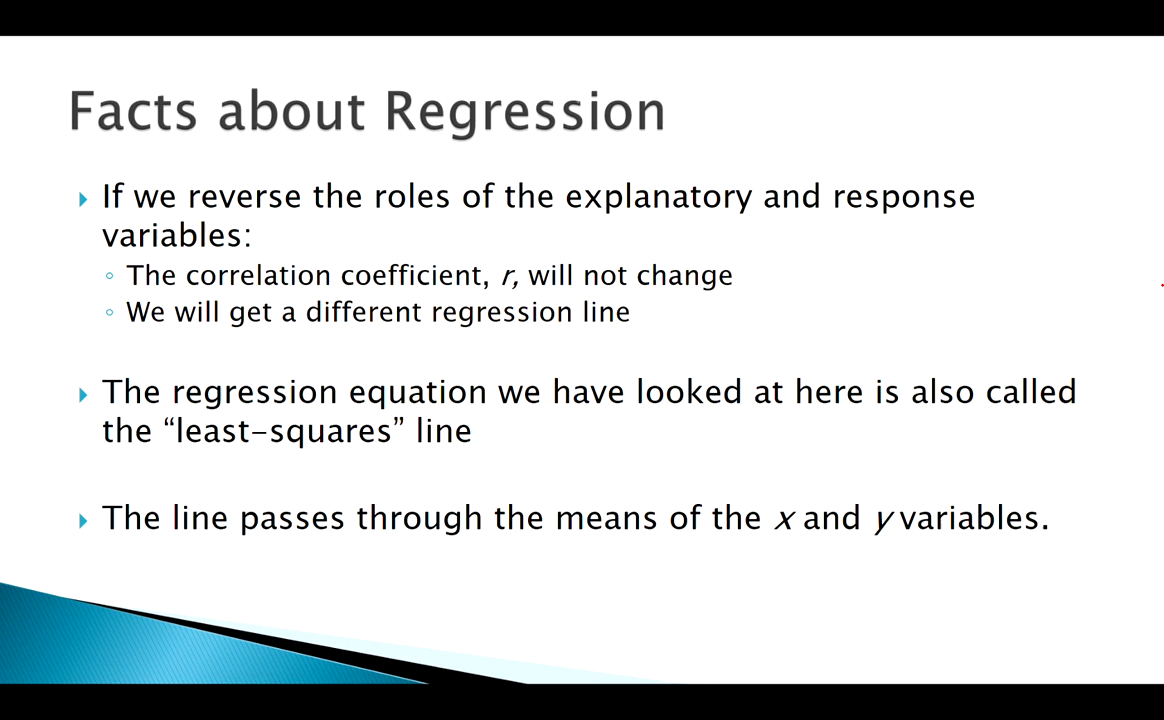 Facts about Regression
If we reverse the roles of the explanatory and response
variables:
The correlation coefficient, r, will not change
We will get a different regression line
The regression equation we have looked at here is also called
the “least-squares” line
The line passes through the means of the x and y variables.